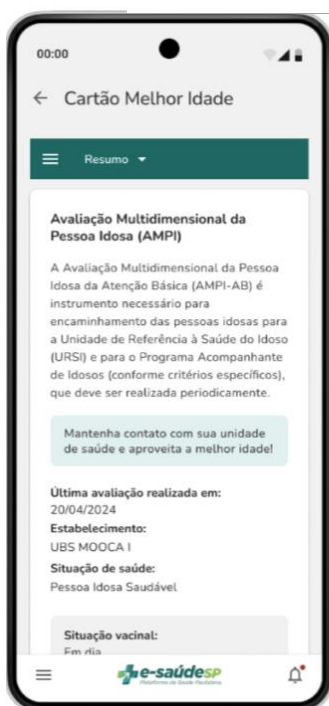 00:00
Cartão Melhor Idade
Resumo
Avaliação Multidimensional da
Pessoa Idosa (AMPI)
A Avaliação Multidimensional da Pessoa
Idosa da Atenção Básica (AMPI-AB) é
instrumento necessário para
encaminhamento das pessoas idosas para
a Unidade de Referência à Saúde do Idoso
(URSI) e para o Programa Acompanhante
de Idosos (conforme critérios específicos),
que deve ser realizada periodicamente.
Mantenha contato com sua unidade
de saúde e aproveita a melhor idade!
Última avaliação realizada em:
20/04/2024
Estabelecimento:
UBS MOOCA I
Situação de saúde:
Pessoa Idosa Saudável
Situação vacinal:
Em dia
e-saúdesp
Plataforma da Saúde Paulistana